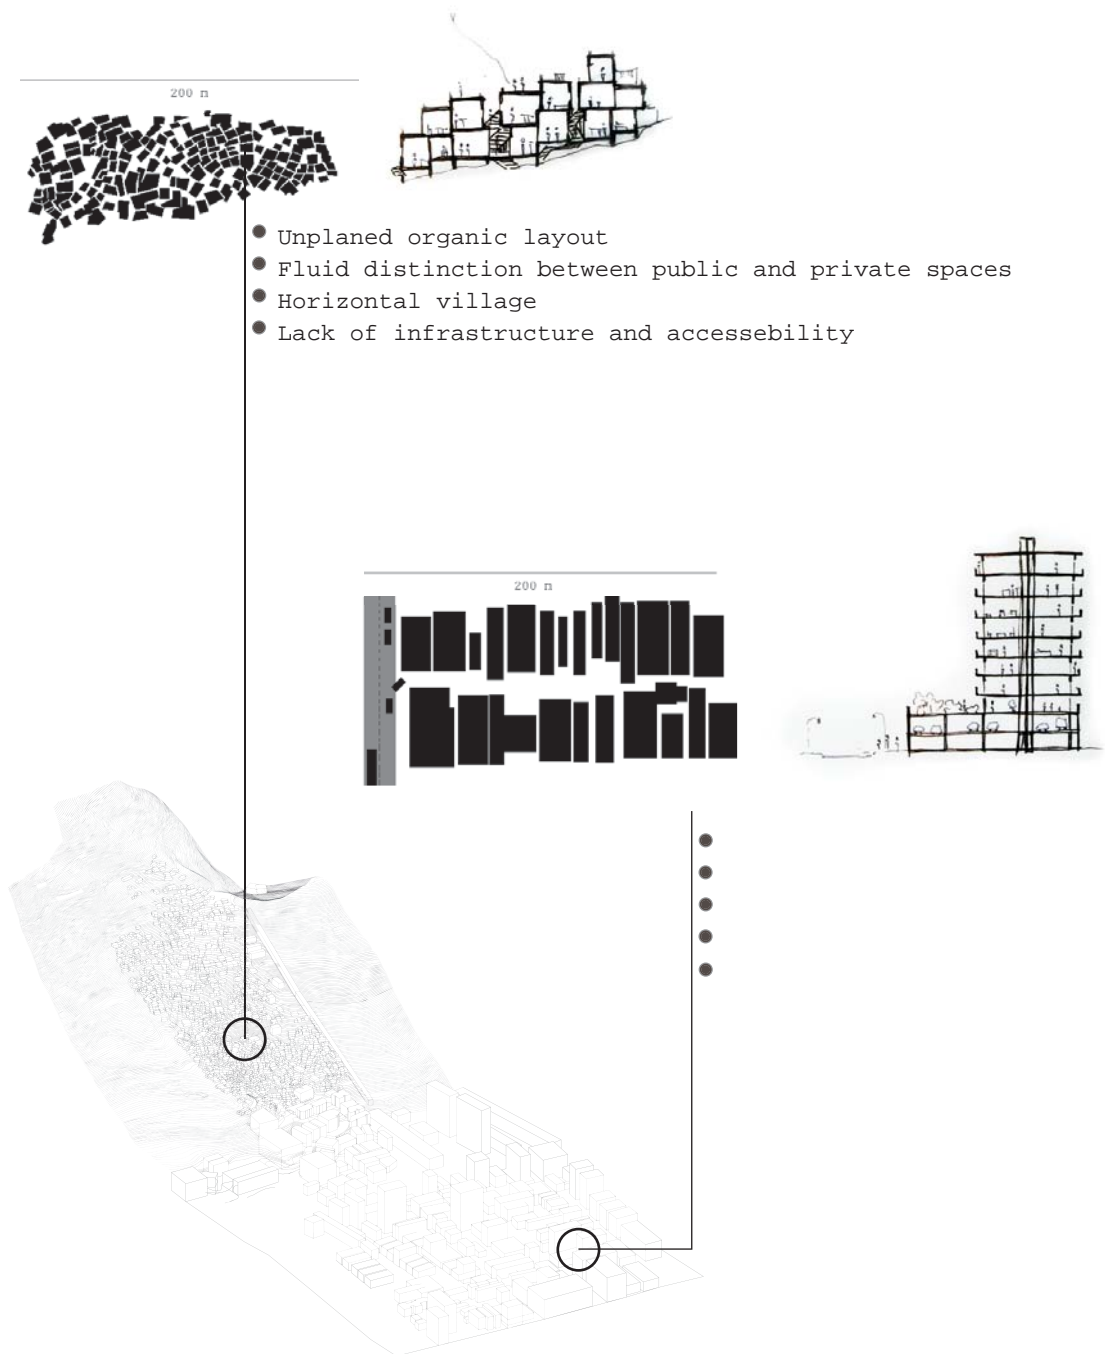 200 m
Unplaned organic layout
Fluid distinction between public and private spaces
Horizontal village
Lack of infrastructure and accessebility
200 m